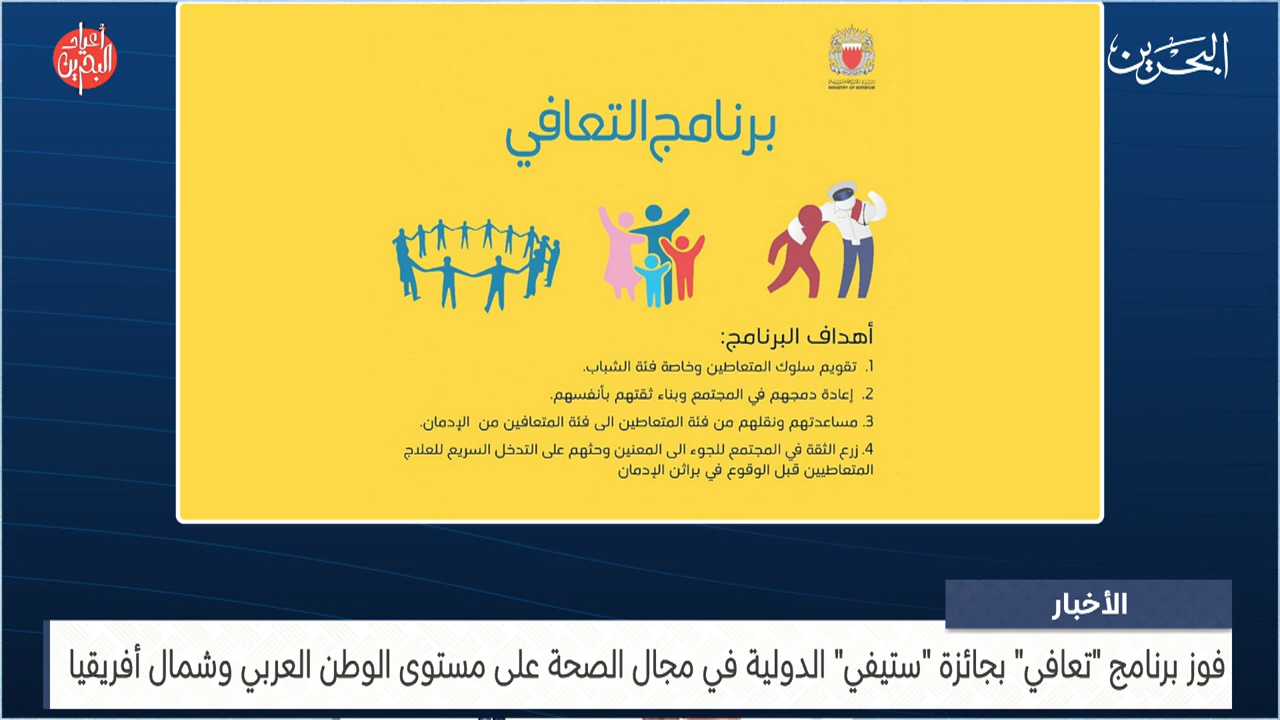 أعياد
البحرين
البحرين
MINISTRY OF INTERIOR
برنامج التعافي
أهداف البرنامج:
1. تقويم سلوك المتعاطين وخاصة فئة الشباب.
2. إعادة دمجهم في المجتمع وبناء ثقتهم بأنفسهم.
3. مساعدتهم ونقلهم من فئة المتعاطين الى فئة المتعافين من الإدمان.
4. زرع الثقة في المجتمع للجوء الى المعنين وحثهم على التدخل السريع للعلاج
المتعاطيين قبل الوقوع في براثن الإدمان
الأخبار
فوز برنامج "تعافي" بجائزة "ستيفي" الدولية في مجال الصحة على مستوى الوطن العربي وشمال أفريقيا